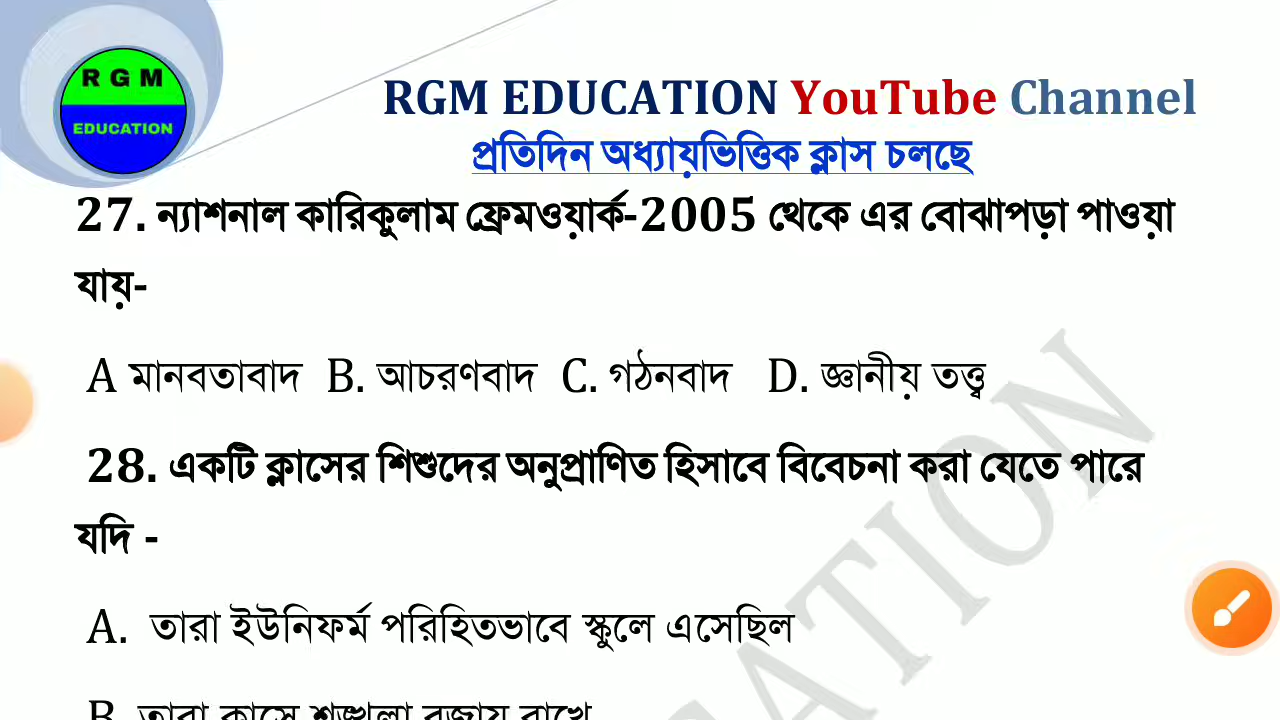 R G M
EDUCATION
RGM EDUCATION YouTube Channel
প্রতিদিন অধ্যায়ভিত্তিক ক্লাস চলছে
27. ন্যাশনাল কারিকুলাম ফ্রেমওয়ার্ক-2005 থেকে এর বোঝাপড়া পাওয়া
যায়-
A মানবতাবাদ B. আচরণবাদ C. গঠনবাদ D. জ্ঞানীয় তত্ত্ব
28. একটি ক্লাসের শিশুদের অনুপ্রাণিত হিসাবে বিবেচনা করা যেতে পারে
যদি -
A. তারা ইউনিফর্ম পরিহিতভাবে স্কুলে এসেছিল
B. তারা ক্লাসে শৃঙ্খলা বজায় রাখে